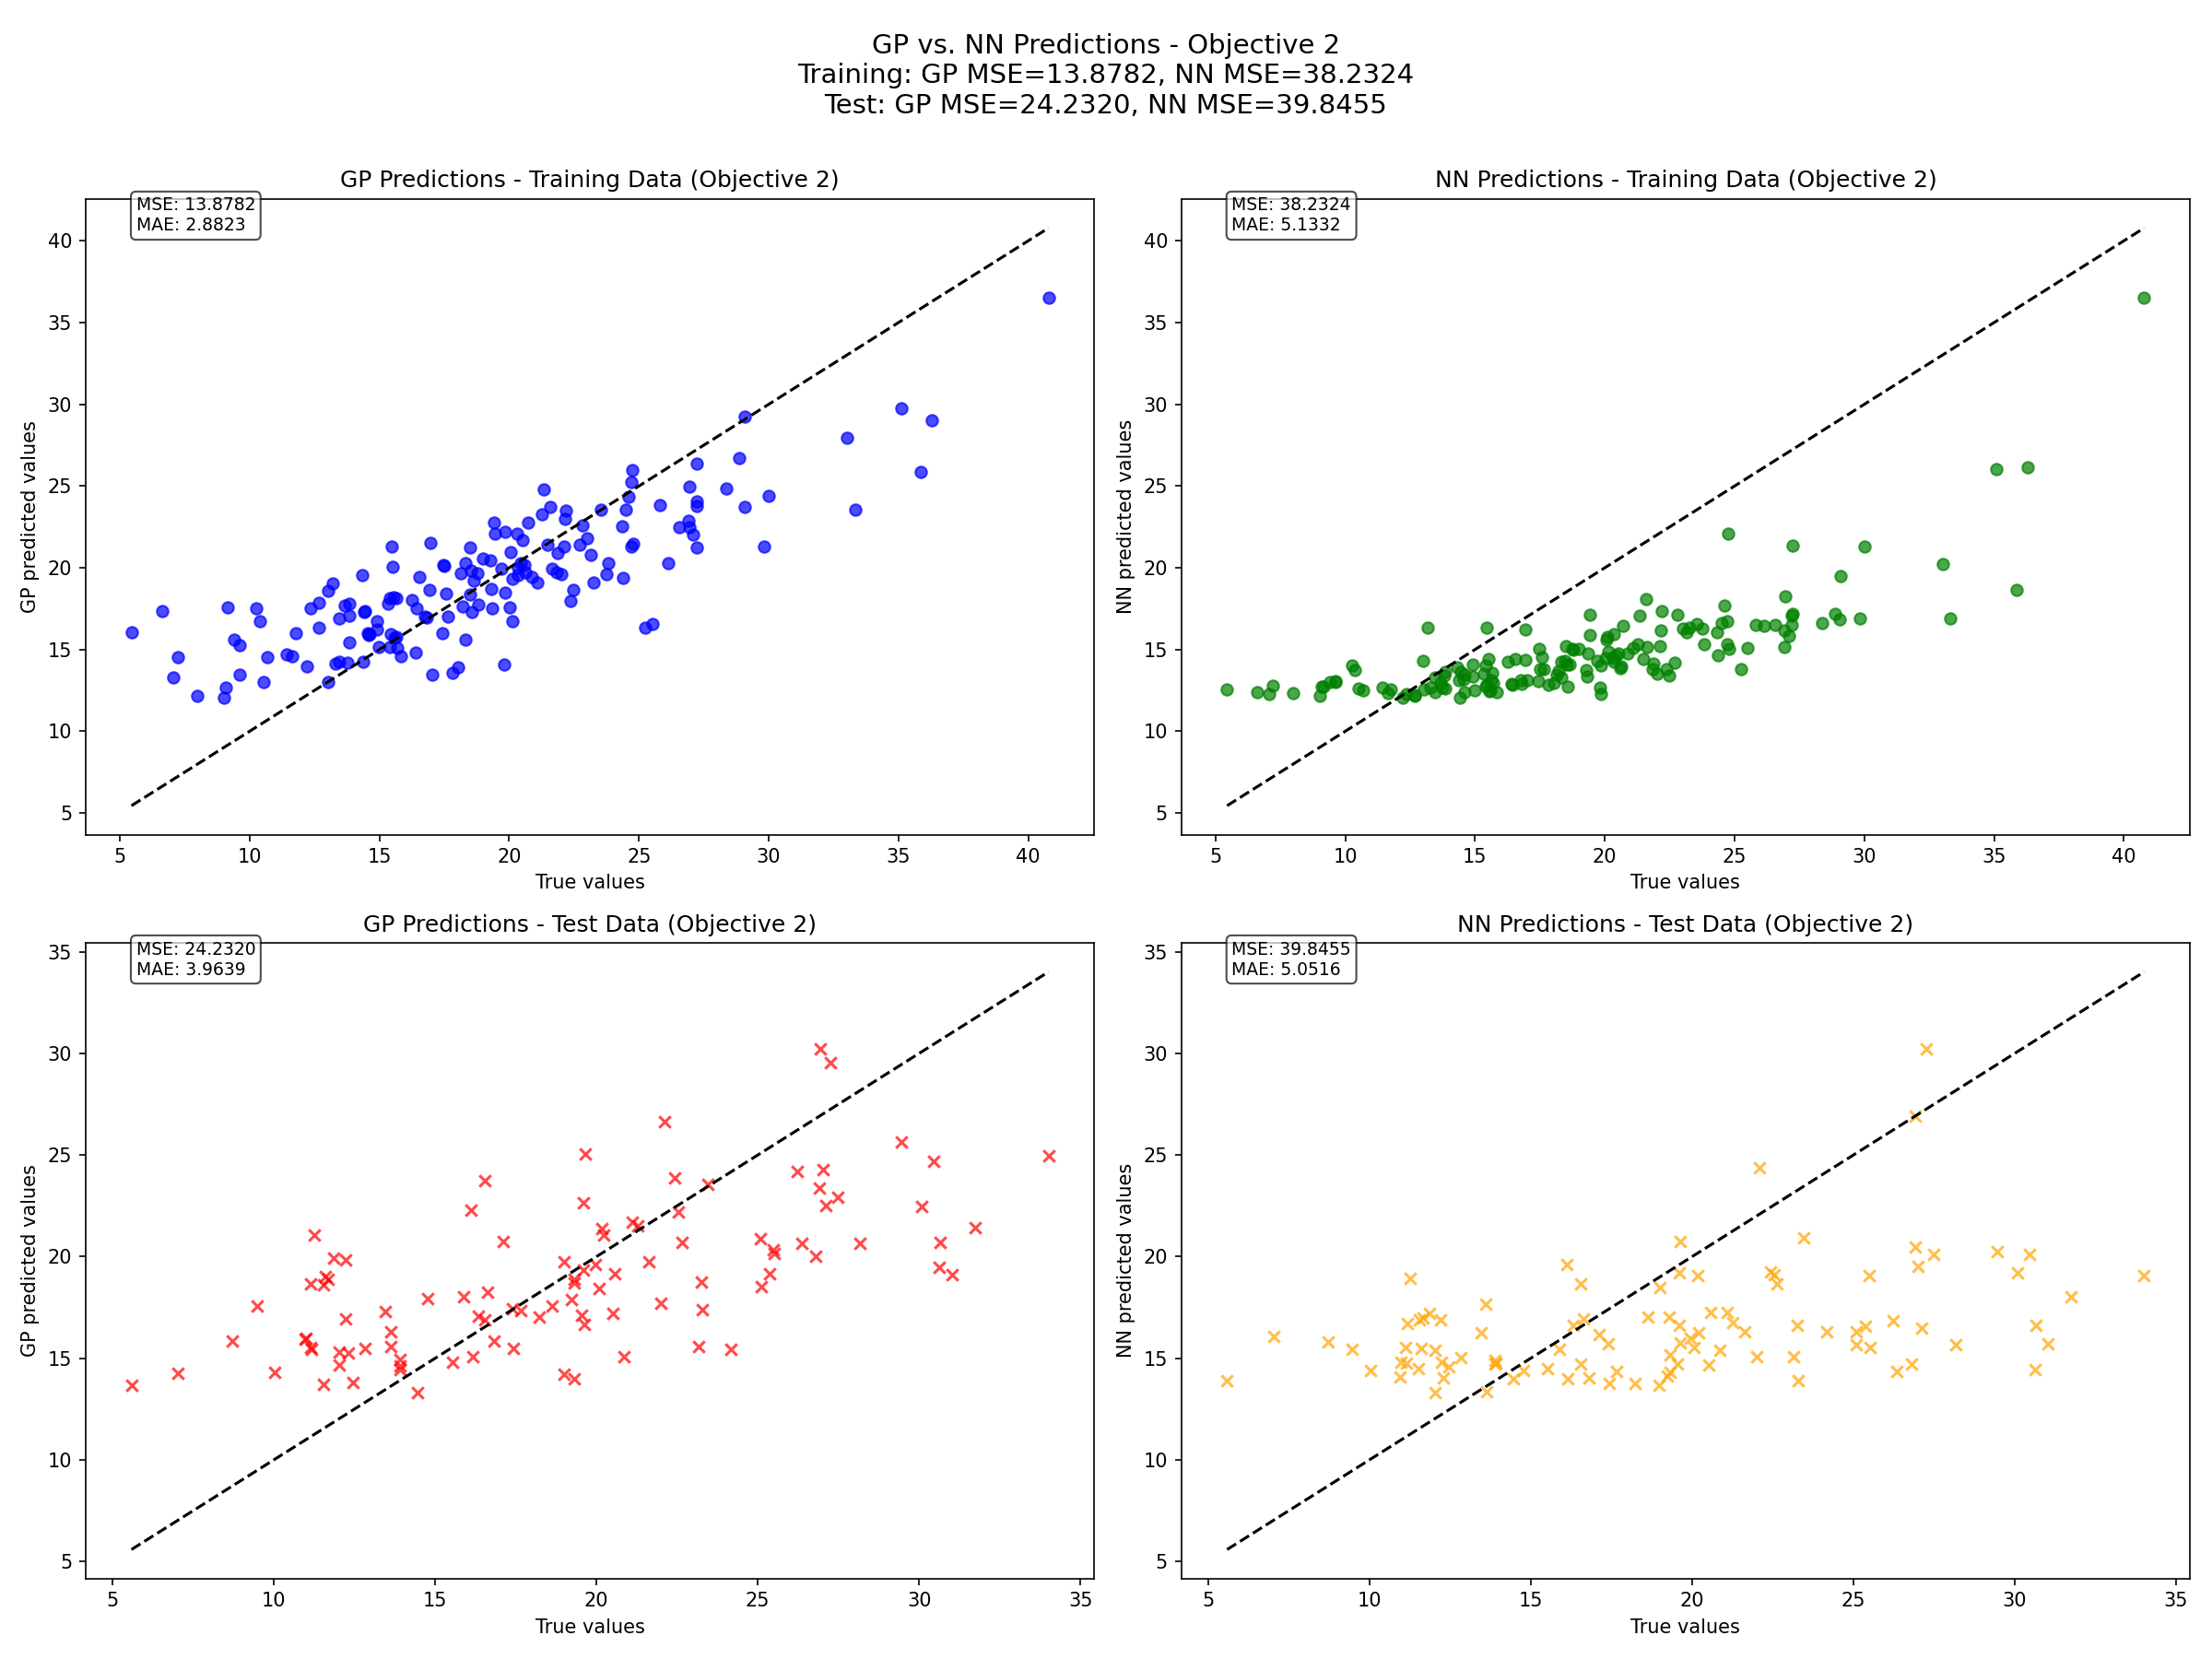 GP vs. NN Predictions - Objective 2
Training: GP MSE=13.8782, NN MSE=38.2324
Test: GP MSE=24.2320, NN MSE=39.8455
GP Predictions - Training Data (Objective 2)
MSE: 13.8782
MAE: 2.8823
GP predicted values
40
35
30
25
20
15
10
5
5 10 15 20 25 30 35 40
True values
NN Predictions - Training Data (Objective 2)
MSE: 38.2324
MAE: 5.1332
NN predicted values
40
35
30
25
20
15
10
5
5 10 15 20 25 30 35 40
True values
GP Predictions - Test Data (Objective 2)
MSE: 24.2320
MAE: 3.9639
GP predicted values
35
30
25
20
15
10
5
5 10 15 20 25 30 35
True values
NN Predictions - Test Data (Objective 2)
MSE: 39.8455
MAE: 5.0516
NN predicted values
35
30
25
20
15
10
5
5 10 15 20 25 30 35
True values